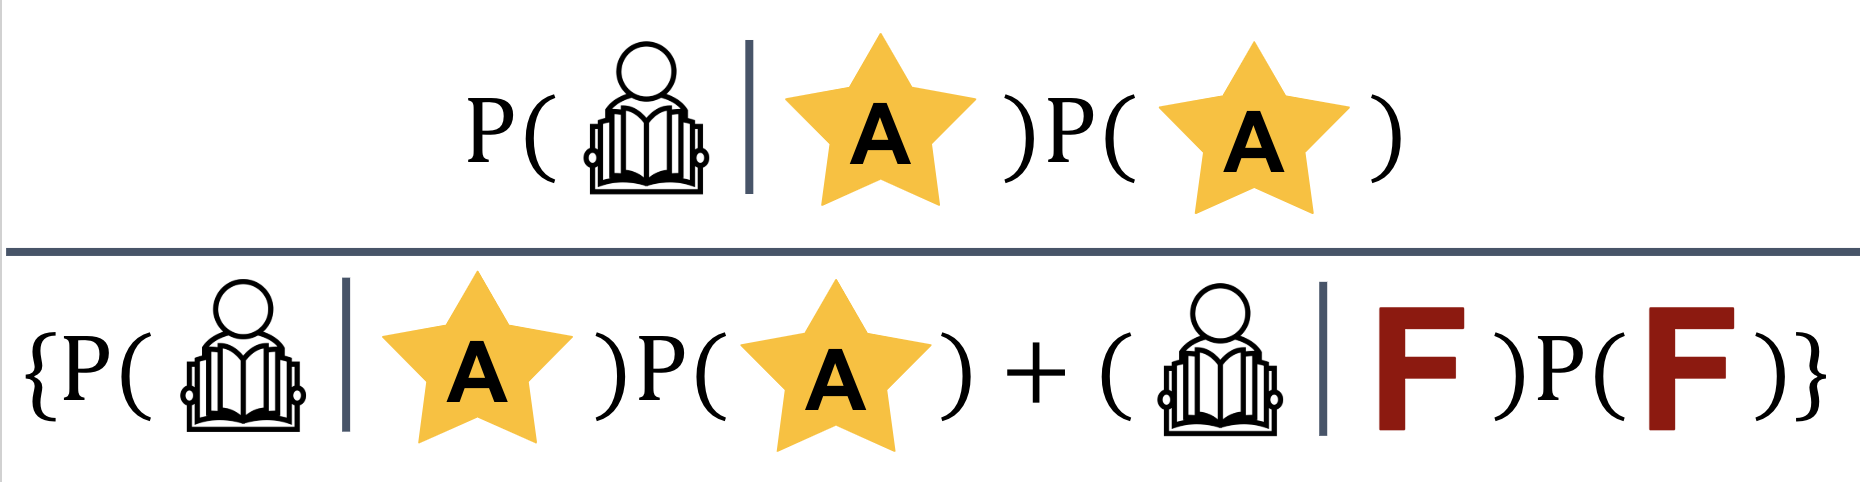 P( | A )P( A )
{P( | A )P( A ) + ( | F )P( F )}